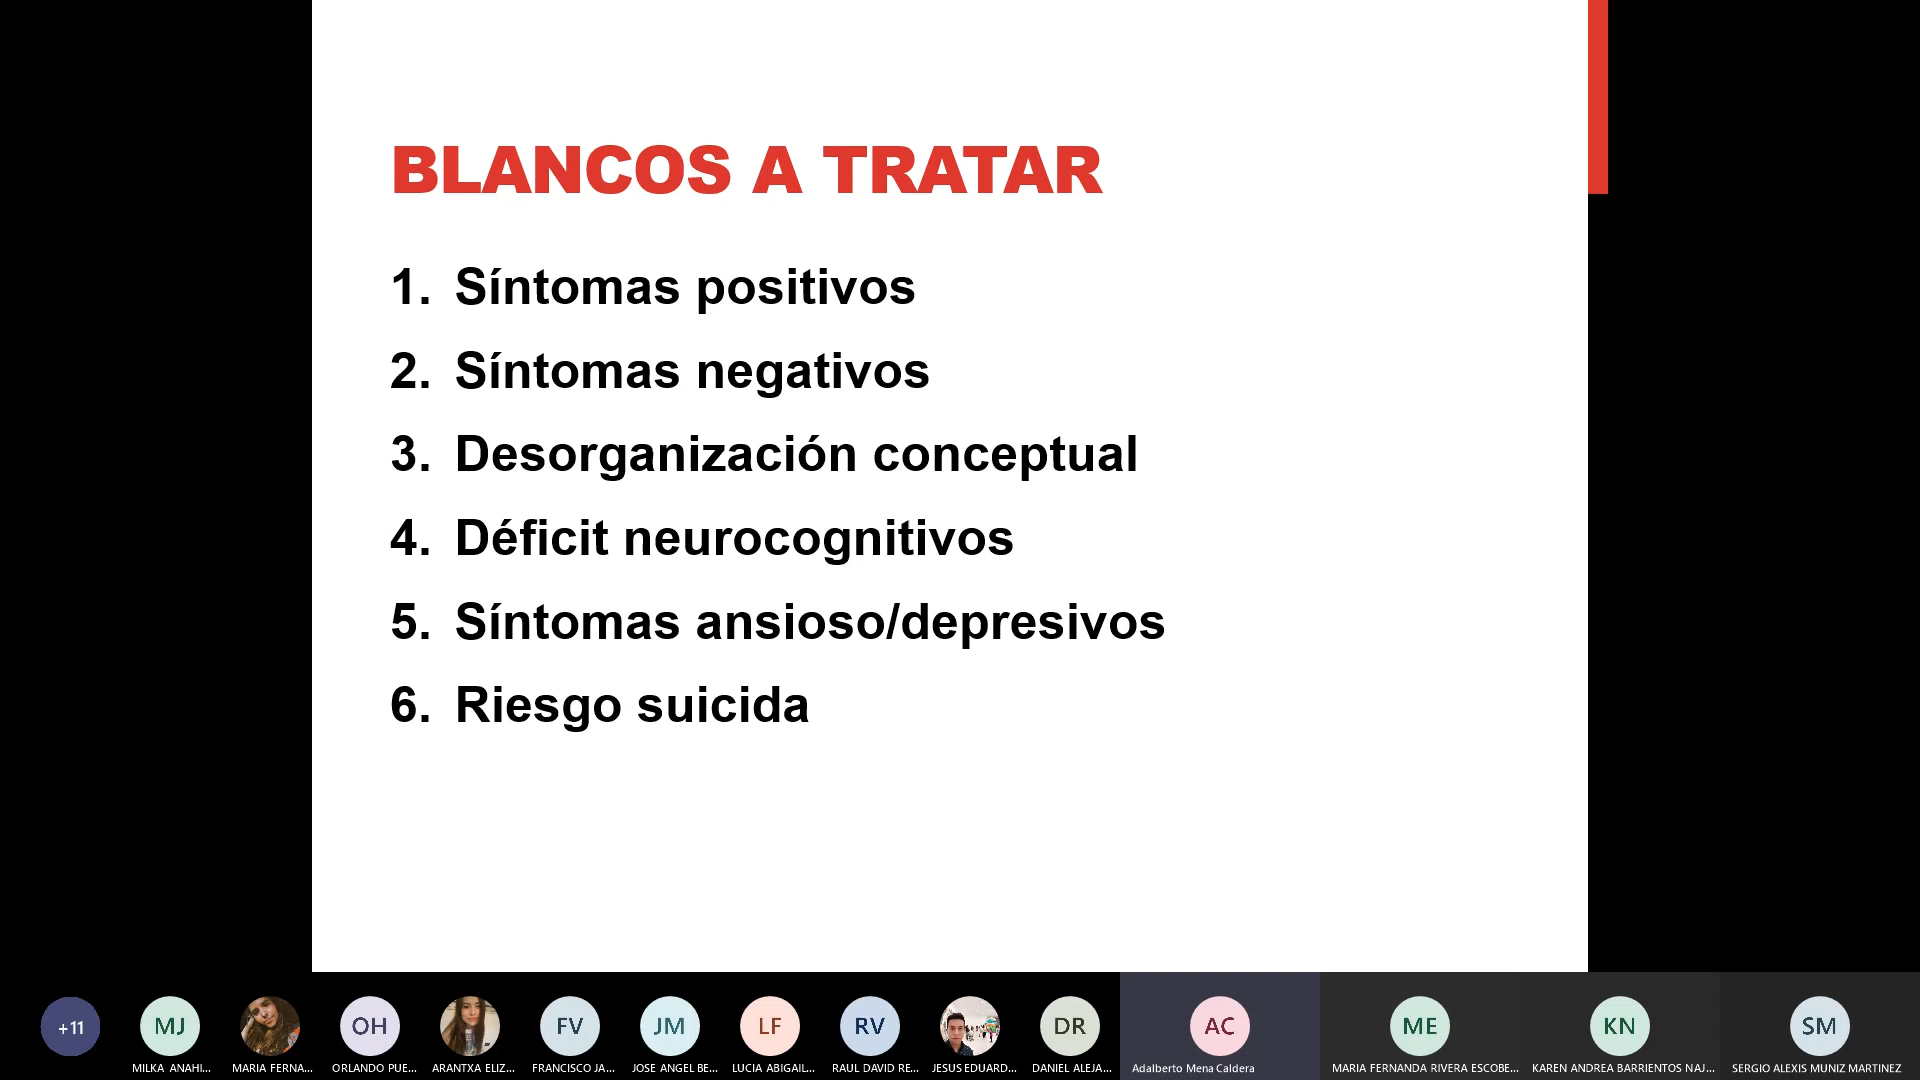 BLANCOS A TRATAR
1. Síntomas positivos
2. Síntomas negativos
3. Desorganización conceptual
4. Déficit neurocognitivos
5. Síntomas ansioso/depresivos
6. Riesgo suicida
+11 MJ OH FV JM LF RV DR AC ME KN SM
MILKA ANAHI... MARIA FERNA... ORLANDO PUE... ARANTXA ELIZ... FRANCISCO JA... JOSE ANGEL BE... LUCIA ABIGAIL... RAUL DAVID RE... JESUS EDUARD... DANIEL ALEJA... Adalberto Mena Caldera MARIA FERNANDA RIVERA ESCOBE... KAREN ANDREA BARRIENTOS NAJ... SERGIO ALEXIS MUNIZ MARTINEZ